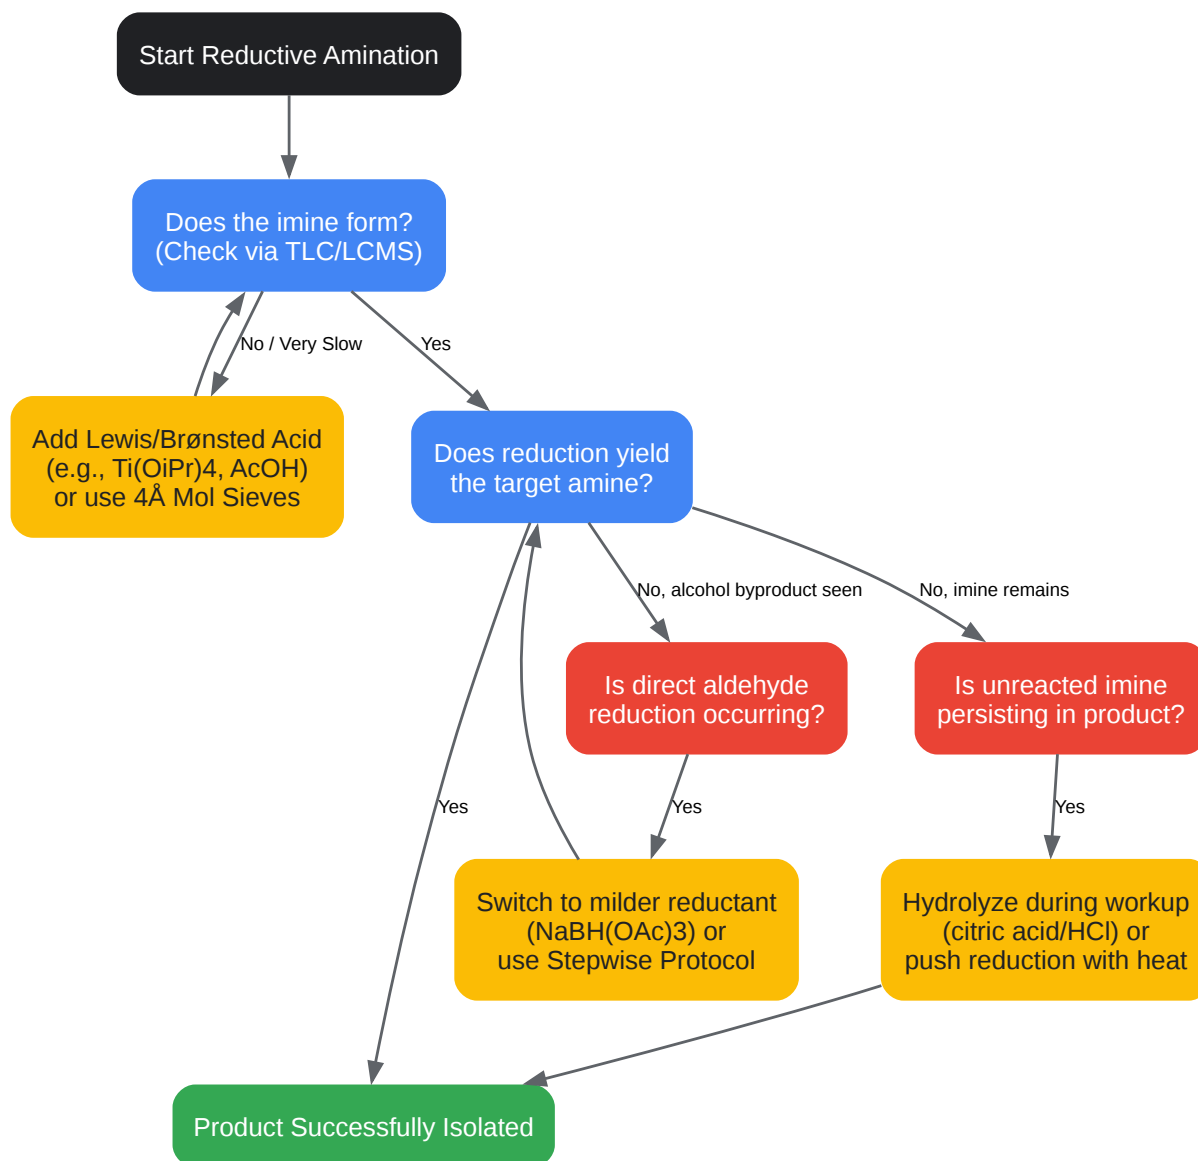 Start Reductive Amination
Does the imine form?
(Check via TLC/LCMS)
No / Very Slow
Yes
Add Lewis/Brønsted Acid
(e.g., Ti(OiPr)4, AcOH)
or use 4Å Mol Sieves
Does reduction yield
the target amine?
No, alcohol byproduct seen
No, imine remains
Is direct aldehyde
reduction occurring?
Is unreacted imine
persisting in product?
Yes
Yes
Yes
Switch to milder reductant
(NaBH(OAc)3) or
use Stepwise Protocol
Hydrolyze during workup
(citric acid/HCl) or
push reduction with heat
Product Successfully Isolated